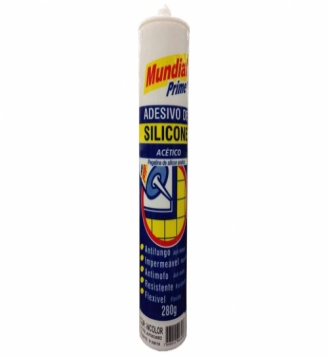 Mundial
Prime
ADESIVO DE
SILICONE
ACÉTICO
Antifungo
Impermeável
Antimofo
Resistente
Flexível
280g
INCOLOR